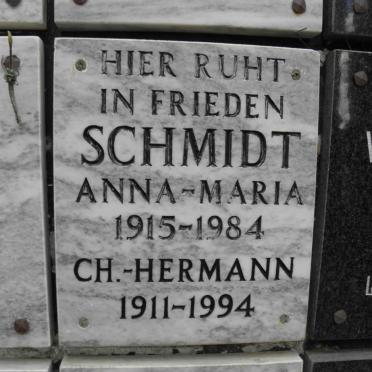 HIER RUHT
IN FRIEDEN
SCHMIDT
ANNA-MARIA
1915-1984
CH.-HERMANN
1911-1994